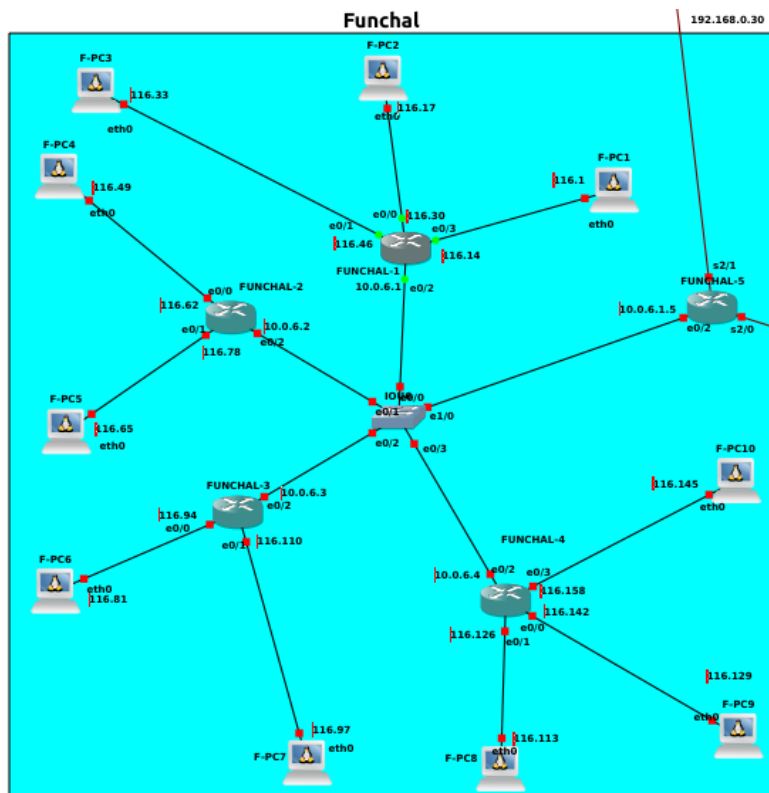 Funchal
192.168.0.30
F-PC2
F-PC3
116.33
eth0
116.17
eth0
F-PC4
116.49
eth0
F-PC1
116.1
eth0
e0/0
116.30
e0/1
e0/3
116.46
116.14
FUNCHAL-1
10.0.6.1
e0/2
s2/1
FUNCHAL-5
FUNCHAL-2
e0/0
116.62
10.0.6.1.5
e0/2
s2/0
10.0.6.2
e0/1
e0/2
116.78
e0/0
e0/1
e1/0
F-PC5
116.65
eth0
e0/2
e0/3
F-PC10
116.145
eth0
FUNCHAL-3
10.0.6.3
e0/2
116.94
e0/0
e0/1
116.110
FUNCHAL-4
F-PC6
eth0
116.81
10.0.6.4
e0/2
e0/3
116.158
116.142
e0/0
116.126
e0/1
116.129
eth0
F-PC9
116.97
F-PC7
eth0
116.113
F-PC8
eth0